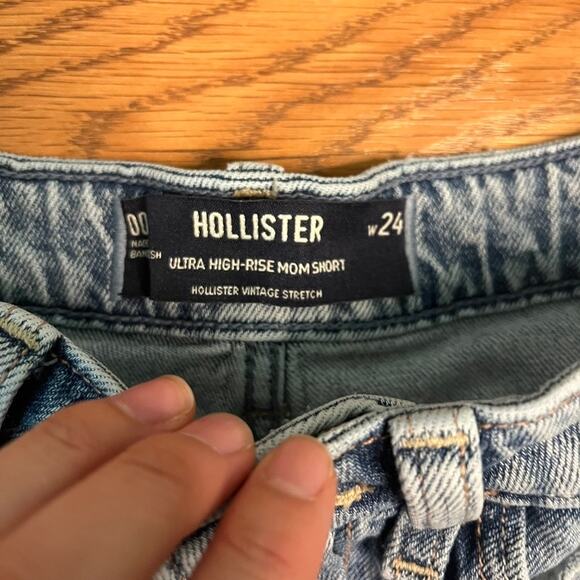 00
HOLLISTER
W24
ULTRA HIGH-RISE MOM SHORT
HOLLISTER VINTAGE STRETCH